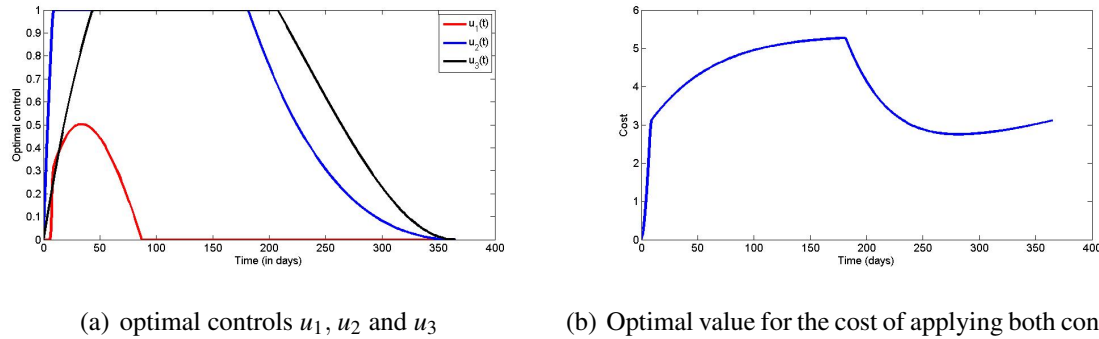 1
0.9
0.8
0.7
0.6
0.5
0.4
0.3
0.2
0.1
0
Optimal control
u1(t)
u2(t)
u3(t)
0 50 100 150 200 250 300 350 400
Time (in days)
6
5
4
3
2
1
0
Cost
0 50 100 150 200 250 300 350 400
Time (days)
(a) optimal controls u1, u2 and u3
(b) Optimal value for the cost of applying both con